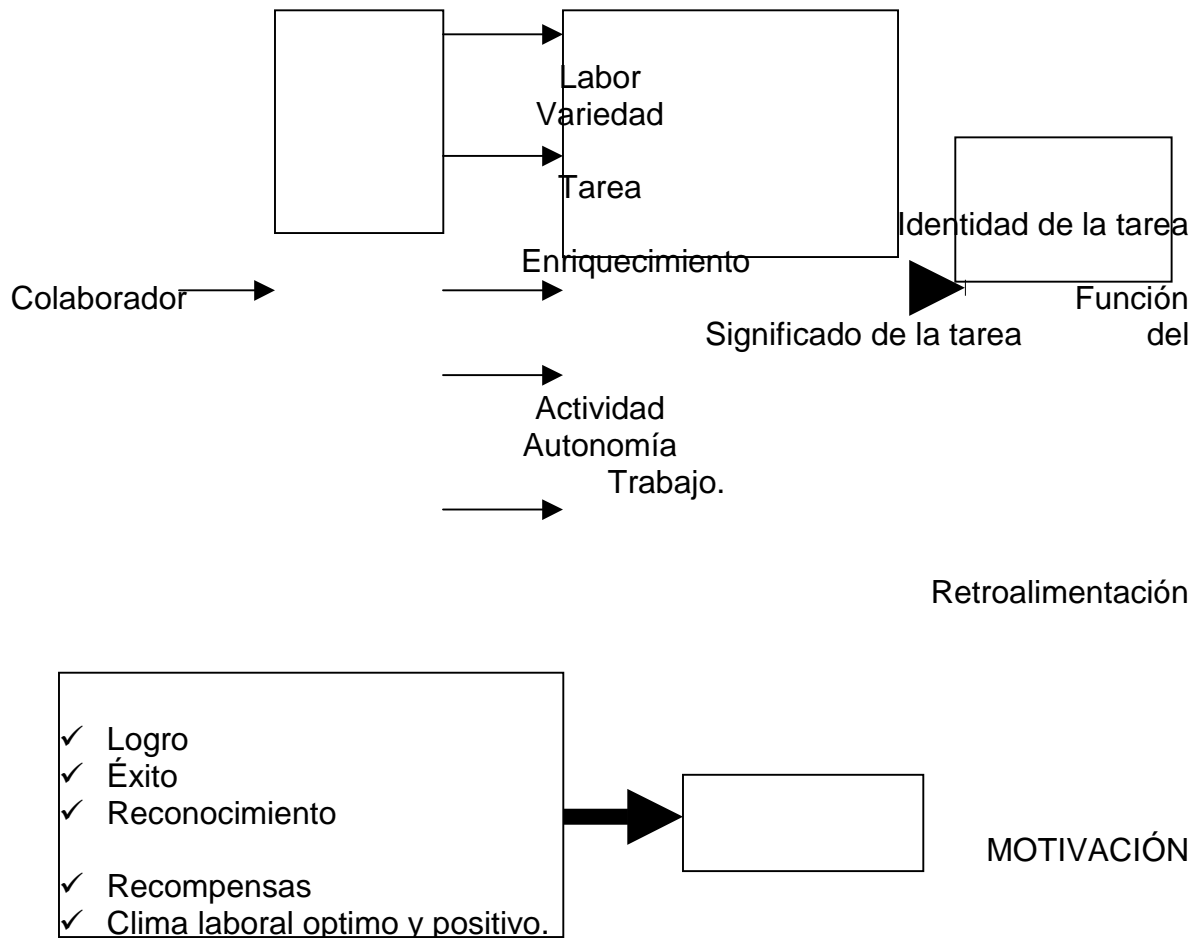 Labor
Variedad
Tarea
Identidad de la tarea
Enriquecimiento
Colaborador
Función
Significado de la tarea del
Actividad
Autonomía
Trabajo.
Retroalimentación
✓ Logro
✓ Éxito
✓ Reconocimiento
MOTIVACIÓN
✓ Recompensas
✓ Clima laboral optimo y positivo.